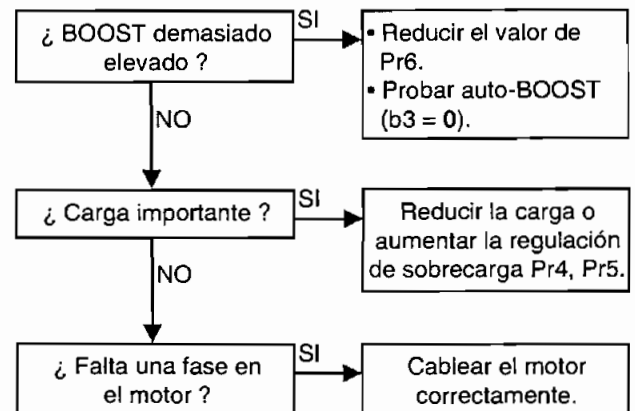 ¿ BOOST demasiado
elevado ?
SI
• Reducir el valor de
Pr6.
• Probar auto-BOOST
(b3 = 0).
NO
¿ Carga importante ?
SI
Reducir la carga o
aumentar la regulación
de sobrecarga Pr4, Pr5.
NO
¿ Falta una fase en
el motor ?
SI
Cablear el motor
correctamente.